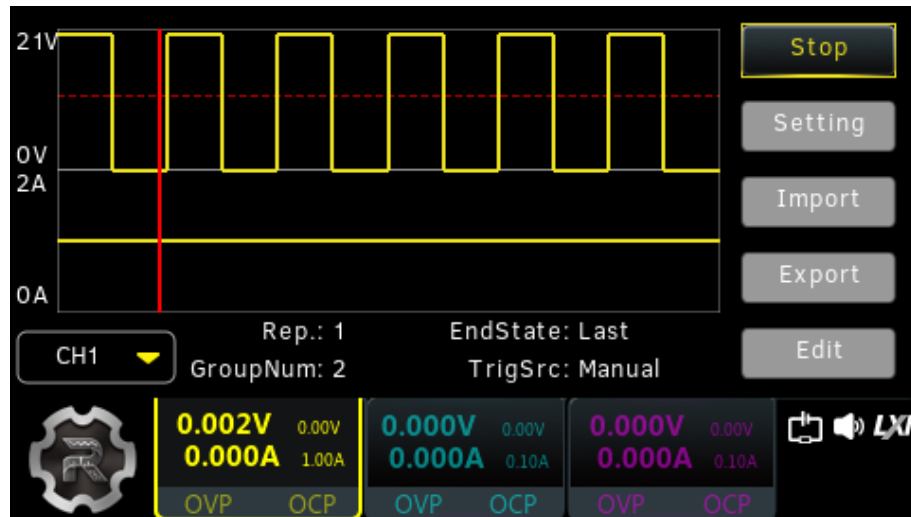 21V
Stop
Setting
0V
2A
Import
Export
0A
Rep.: 1 EndState: Last
CH1
GroupNum: 2 TrigSrc: Manual
Edit
0.002V 0.00V
0.000A 1.00A
OVP OCP
0.000V 0.00V
0.000A 0.10A
OVP OCP
0.000V 0.00V
0.000A 0.10A
OVP OCP
LXI